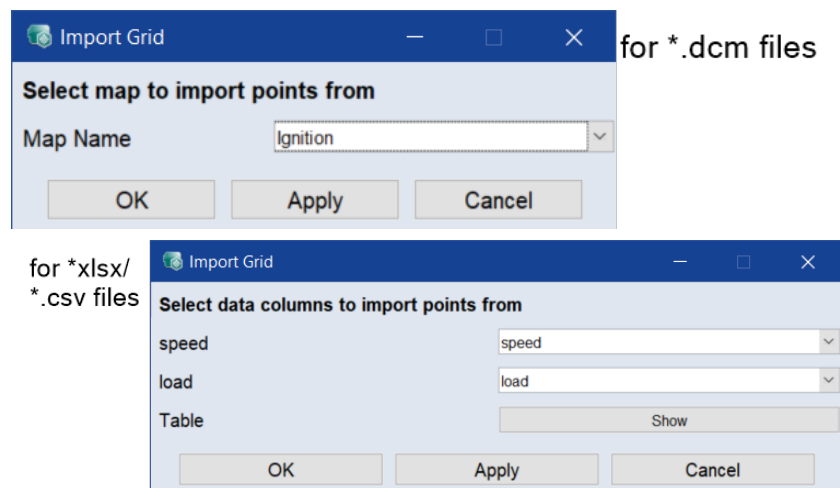 Import Grid
for *.dcm files
Select map to import points from
Map Name Ignition
OK Apply Cancel
for *xlsx/
*.csv files
Import Grid
Select data columns to import points from
speed speed
load load
Table Show
OK Apply Cancel